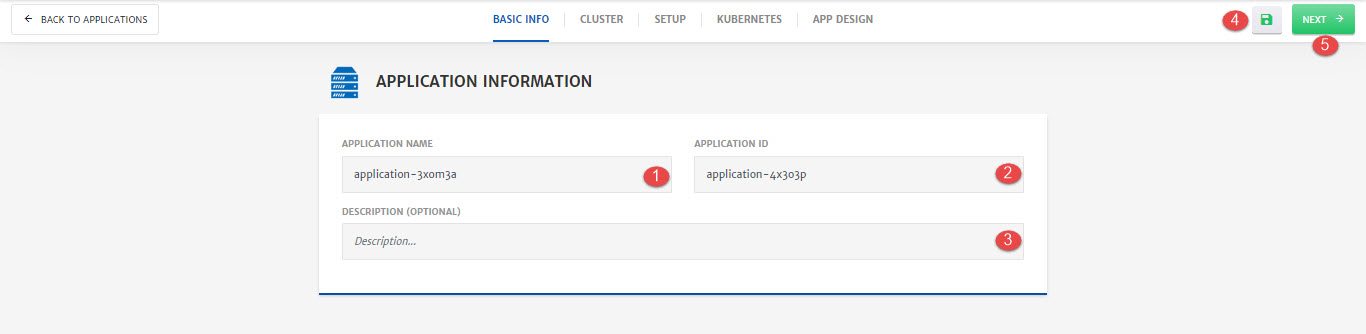 ← BACK TO APPLICATIONS
BASIC INFO
CLUSTER
SETUP
KUBERNETES
APP DESIGN
4
NEXT →
5
APPLICATION INFORMATION
APPLICATION NAME
APPLICATION ID
application-3xom3a
1
application-4x3o3p
2
DESCRIPTION (OPTIONAL)
Description...
3